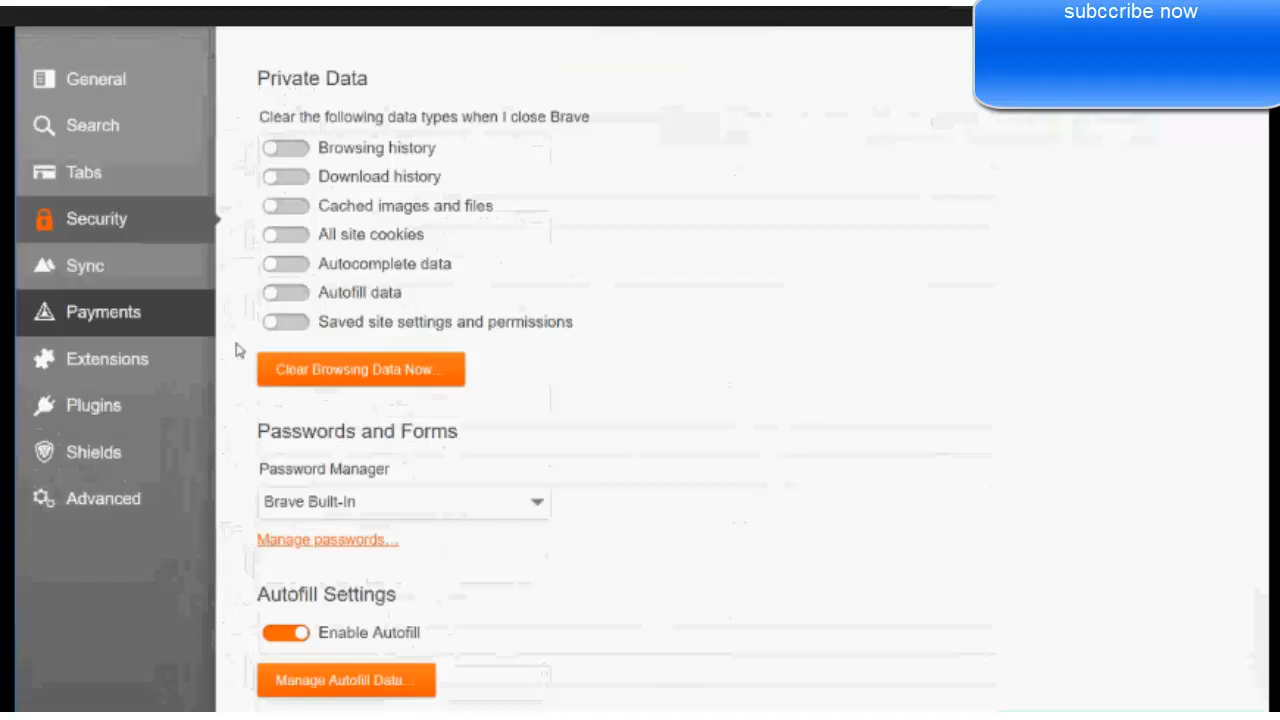 subccribe now
General
Search
Tabs
Security
Sync
Payments
Extensions
Plugins
Shields
Advanced
Private Data
Clear the following data types when I close Brave
Browsing history
Download history
Cached images and files
All site cookies
Autocomplete data
Autofill data
Saved site settings and permissions
Clear Browsing Data Now...
Passwords and Forms
Password Manager
Brave Built-In
Manage passwords...
Autofill Settings
Enable Autofill
Manage Autofill Data...